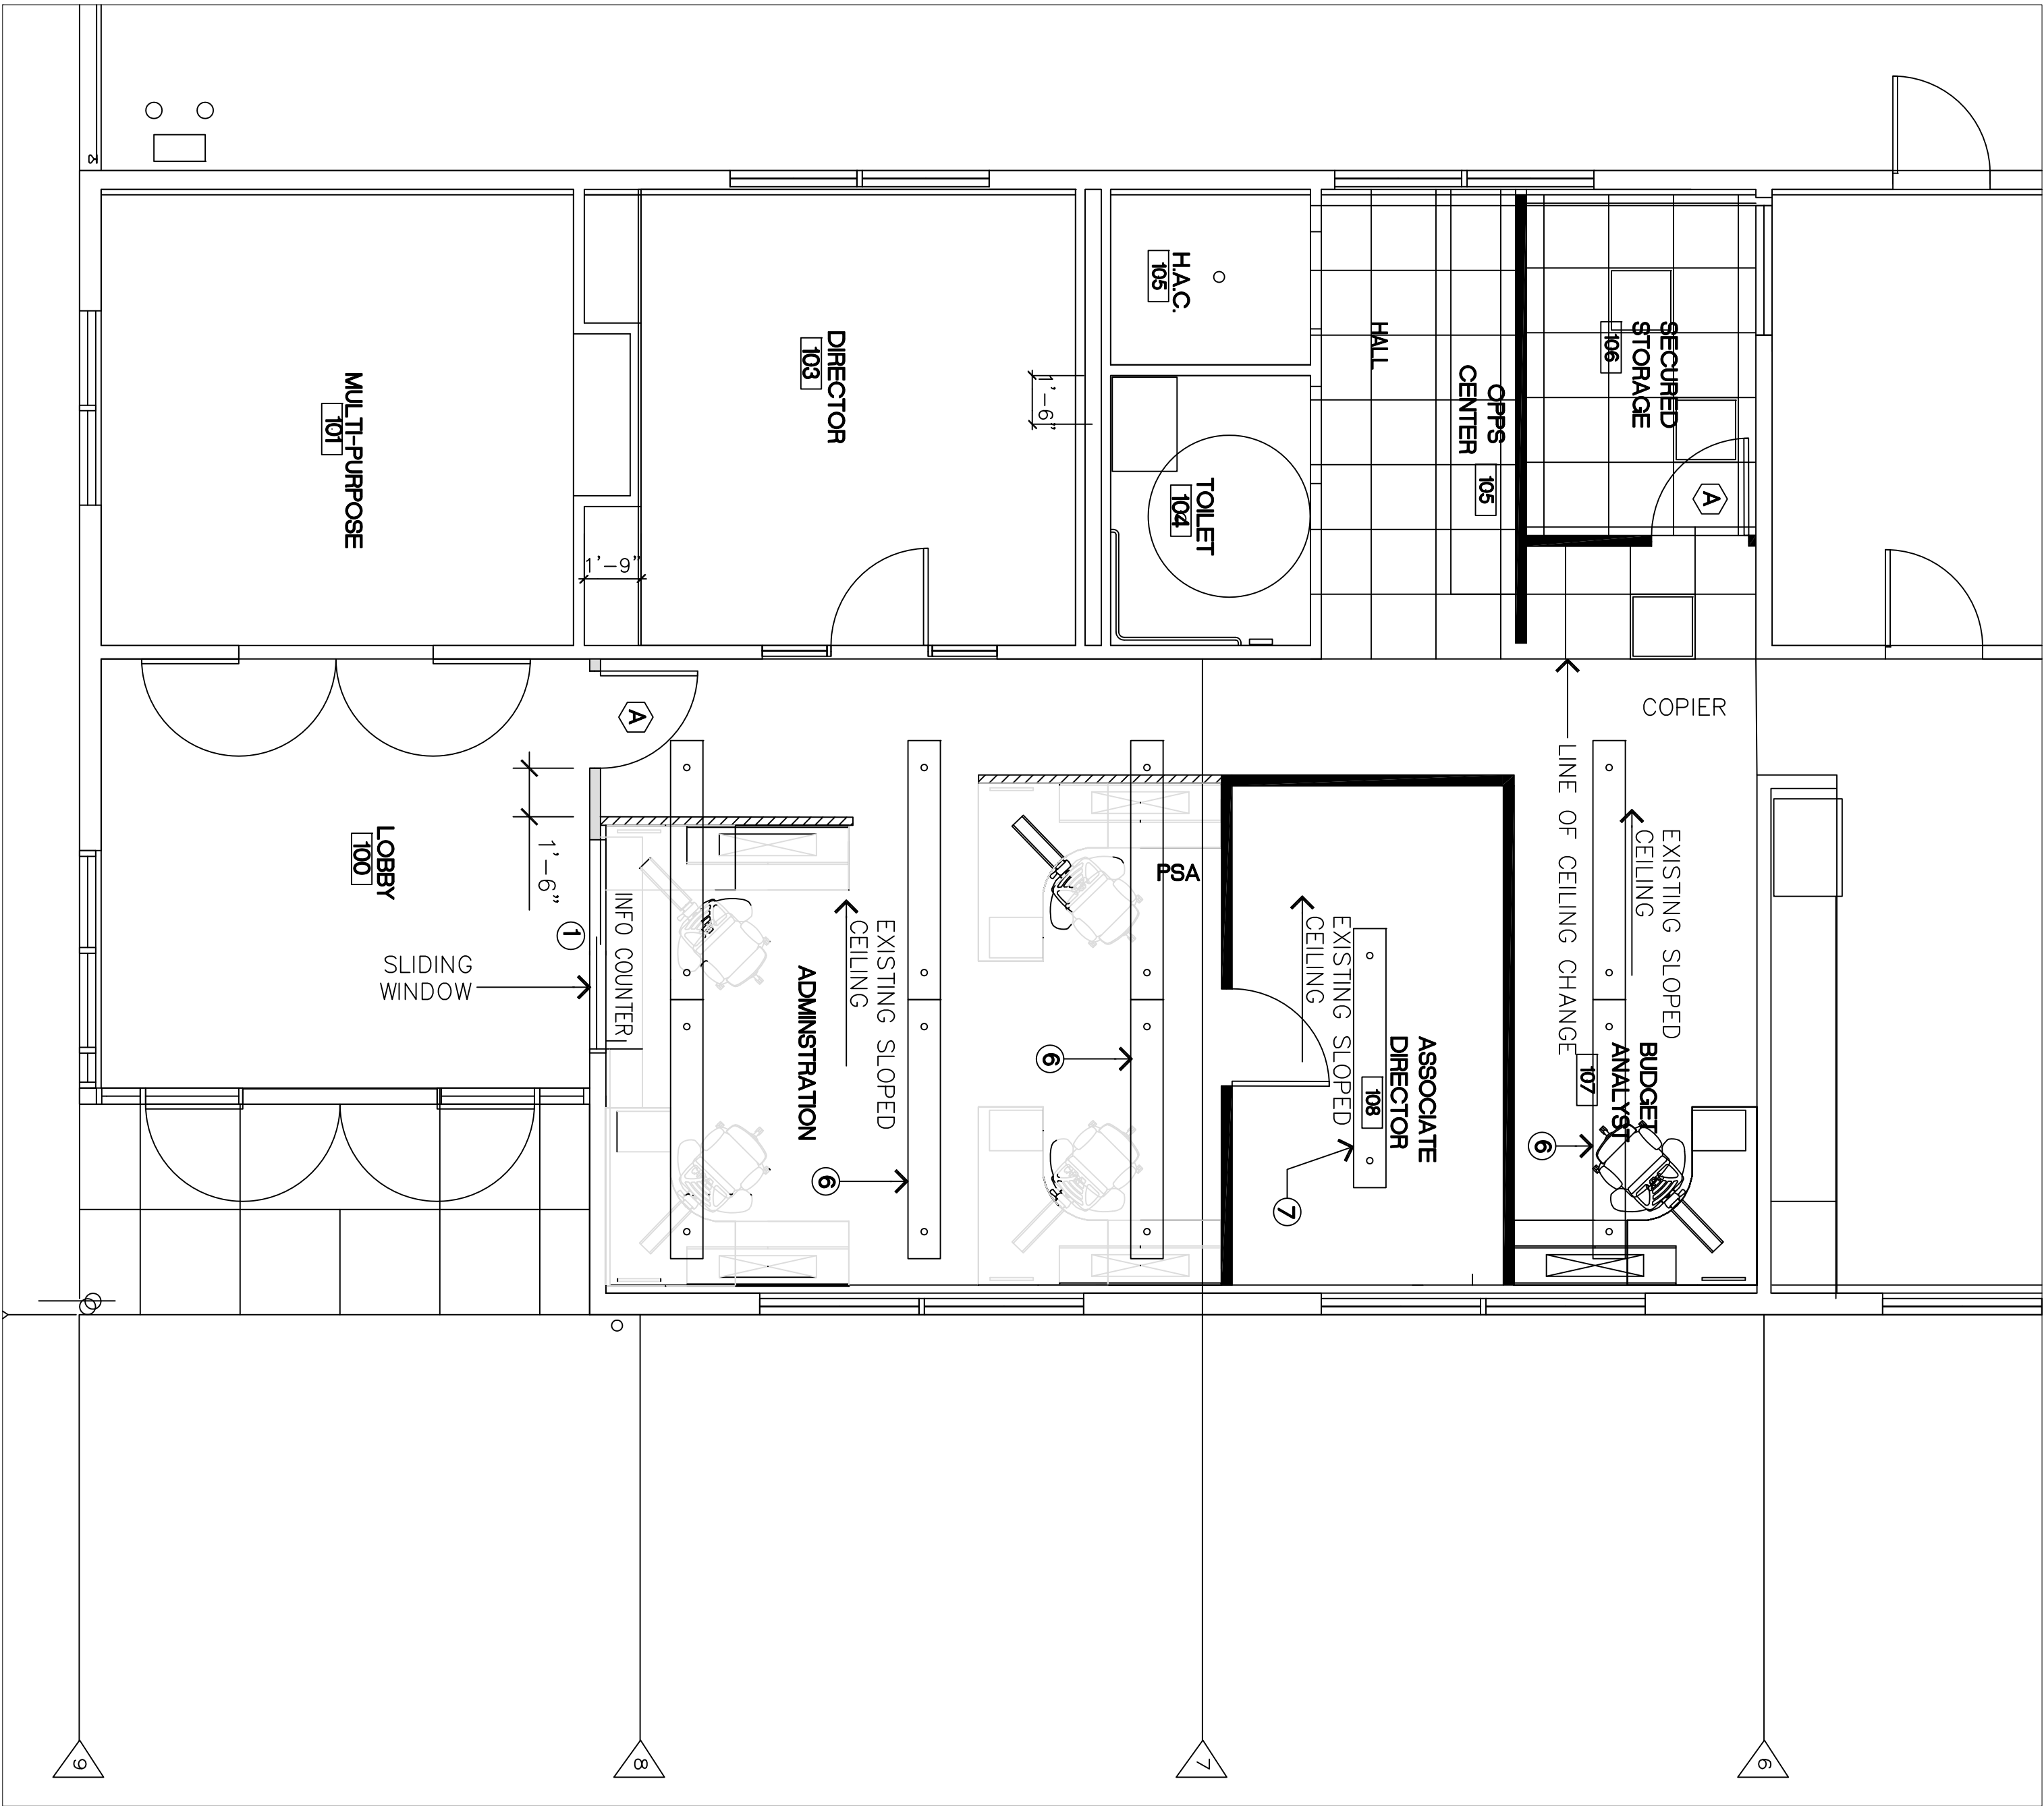 MULTI-PURPOSE
101
DIRECTOR
103
1'-6"
1'-9"
H.A.C.
105
TOILET
104
HALL
OPPS
CENTER
105
SECURED
STORAGE
106
A
COPIER
LINE OF CEILING CHANGE
EXISTING SLOPED
CEILING
BUDGET
ANALYST
107
6
ASSOCIATE
DIRECTOR
108
EXISTING SLOPED
CEILING
7
PSA
6
EXISTING SLOPED
CEILING
ADMINSTRATION
6
A
INFO COUNTER
1
SLIDING
WINDOW
1'-6"
LOBBY
100
9
8
7
6